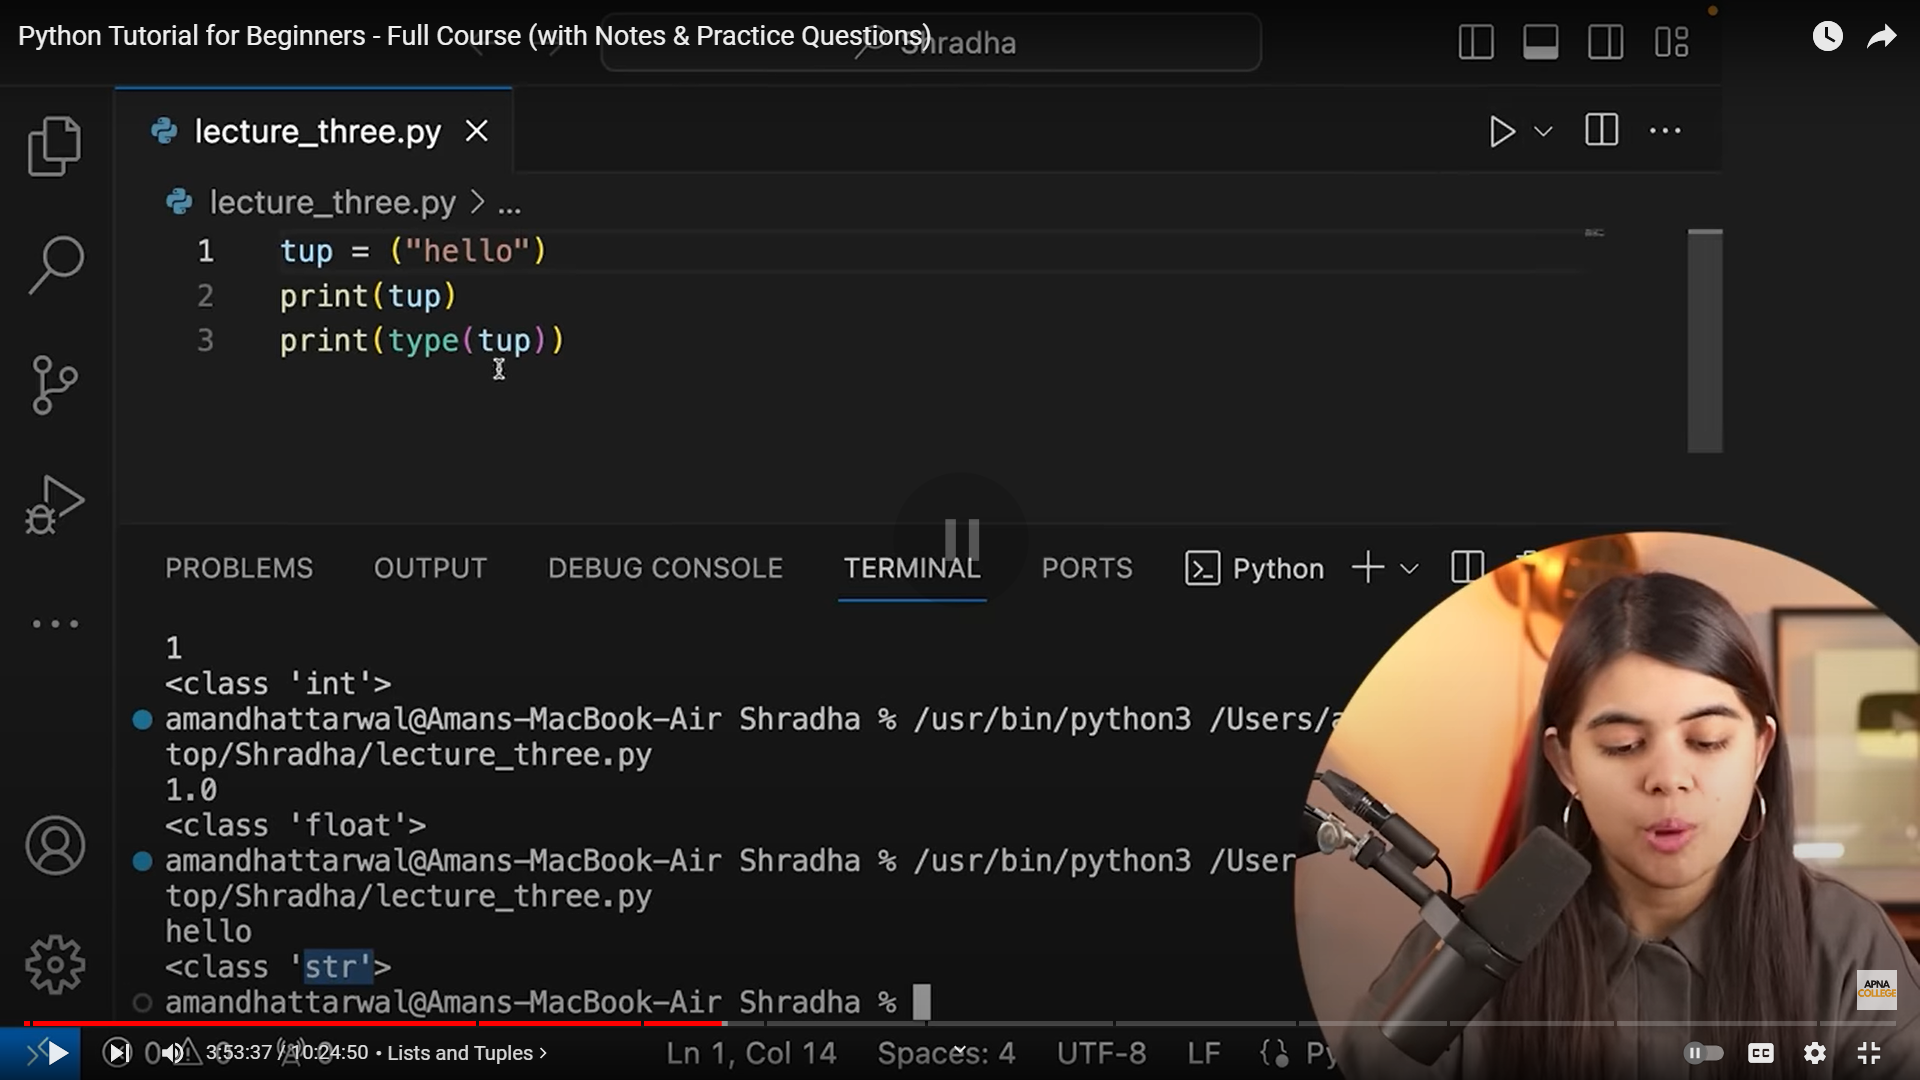 Python Tutorial for Beginners - Full Course (with Notes & Practice Questions)
Shradha
lecture_three.py
lecture_three.py > ...
1 tup = ("hello")
2 print(tup)
3 print(type(tup))
PROBLEMS OUTPUT DEBUG CONSOLE TERMINAL PORTS Python
1
<class 'int'>
amandhattarwal@Amans-MacBook-Air Shradha % /usr/bin/python3 /Users/
top/Shradha/lecture_three.py
1.0
<class 'float'>
amandhattarwal@Amans-MacBook-Air Shradha % /usr/bin/python3 /User
top/Shradha/lecture_three.py
hello
<class 'str'>
amandhattarwal@Amans-MacBook-Air Shradha %
APNA
COLLEGE
3:53:37 / 10:24:50 • Lists and Tuples >
Ln 1, Col 14 Spaces: 4 UTF-8 LF {} Py
CC